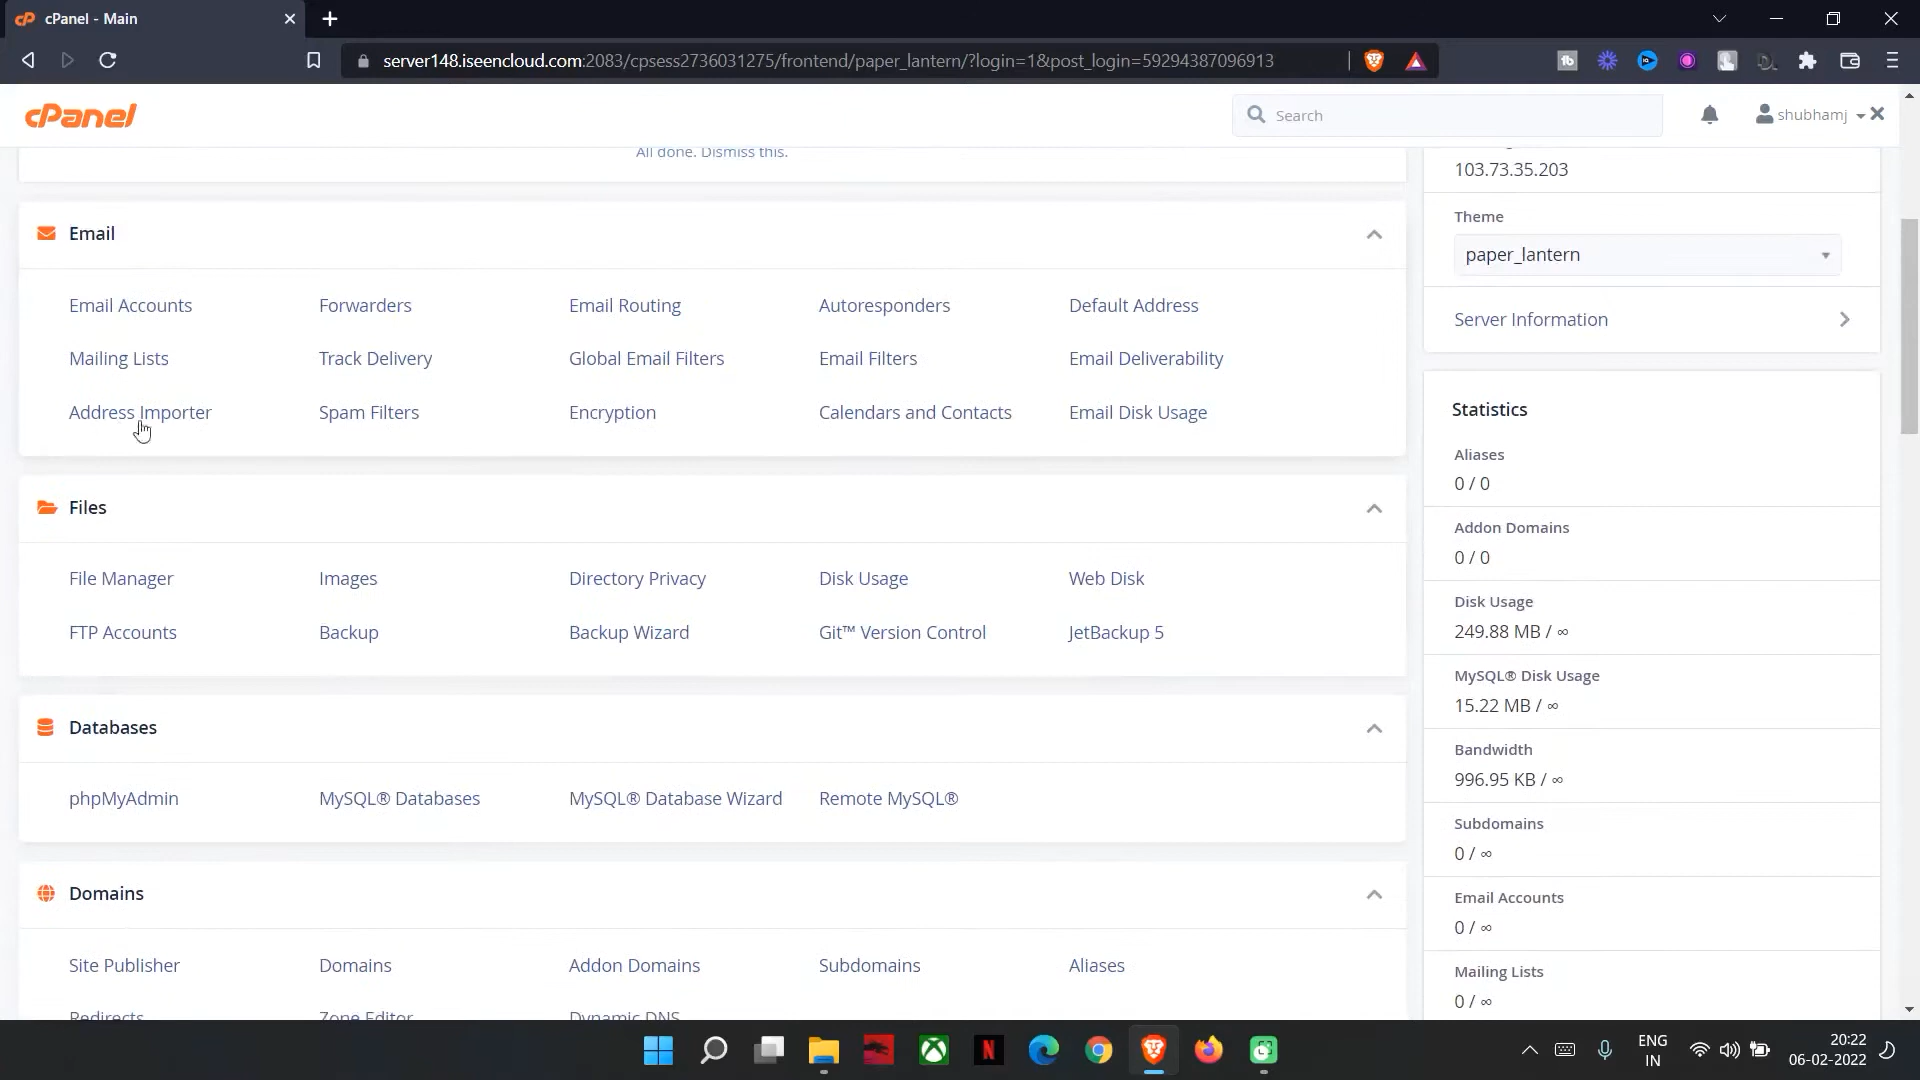 cPanel - Main
server148.iseencloud.com:2083/cpsess2736031275/frontend/paper_lantern/?login=1&post_login=59294387096913
cPanel
Search
shubhamj
All done. Dismiss this.
103.73.35.203
Theme
paper_lantern
Server Information
Email
Email Accounts Forwarders Email Routing Autoresponders Default Address
Mailing Lists Track Delivery Global Email Filters Email Filters Email Deliverability
Address Importer Spam Filters Encryption Calendars and Contacts Email Disk Usage
Files
File Manager Images Directory Privacy Disk Usage Web Disk
FTP Accounts Backup Backup Wizard Git™ Version Control JetBackup 5
Databases
phpMyAdmin MySQL® Databases MySQL® Database Wizard Remote MySQL®
Domains
Site Publisher Domains Addon Domains Subdomains Aliases
Redirects Zone Editor Dynamic DNS
Statistics
Aliases
0 / 0
Addon Domains
0 / 0
Disk Usage
249.88 MB / ∞
MySQL® Disk Usage
15.22 MB / ∞
Bandwidth
996.95 KB / ∞
Subdomains
0 / ∞
Email Accounts
0 / ∞
Mailing Lists
0 / ∞
ENG
IN
20:22
06-02-2022